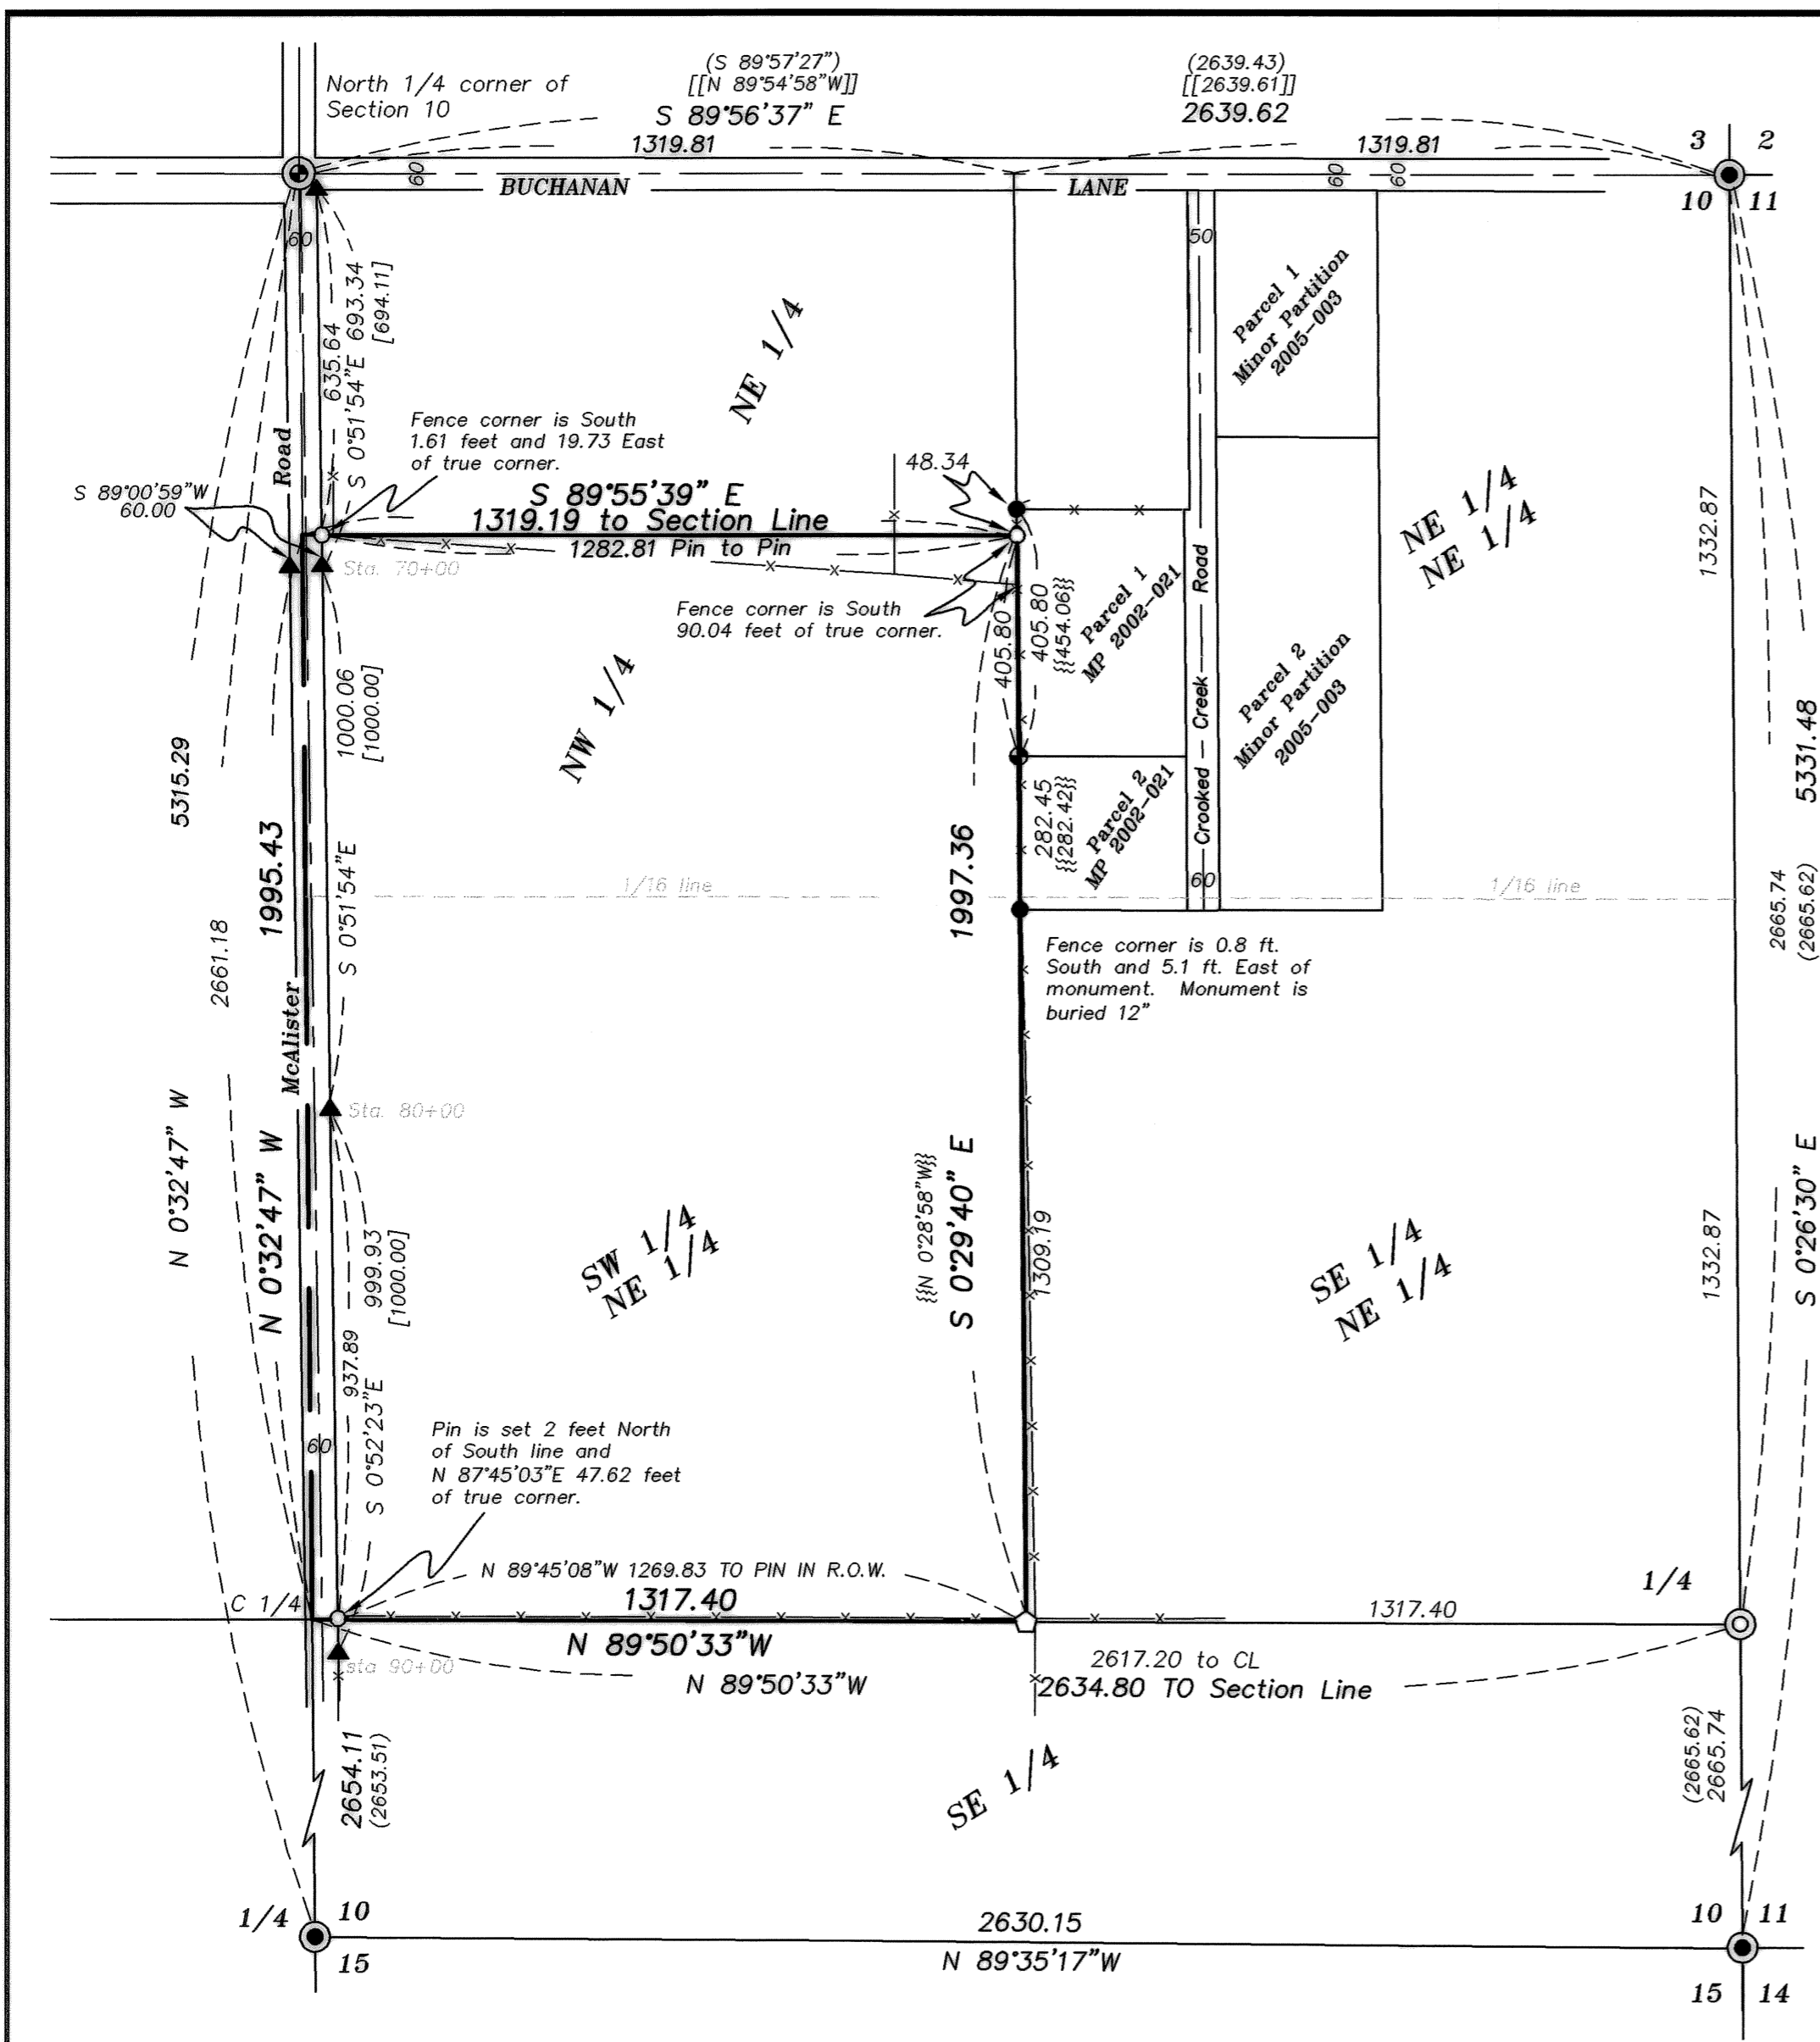 North 1/4 corner of
Section 10
(S 89°57'27")
[[N 89°54'58"W]]
S 89°56'37" E
(2639.43)
[[2639.61]]
2639.62
1319.81
1319.81
3
2
10
11
60
BUCHANAN
LANE
60
60
60
50
635.64
S 0°51'54"E 693.34
[694.11]
NE 1/4
Parcel 1
Minor Partition
2005-003
Road
Fence corner is South
1.61 feet and 19.73 East
of true corner.
48.34
S 89°00'59"W
60.00
S 89°55'39" E
1319.19 to Section Line
1282.81 Pin to Pin
Sta. 70+00
NE 1/4
NE 1/4
1332.87
Road
Fence corner is South
90.04 feet of true corner.
405.80
405.80
{{454.06}}
Parcel 1
MP 2002-021
Creek
Parcel 2
Minor Partition
2005-003
NW 1/4
1000.06
[1000.00]
5315.29
5331.48
1995.43
S 0°51'54"E
1997.36
282.45
{{282.42}}
Parcel 2
MP 2002-021
Crooked
60
1/16 line
1/16 line
2661.18
2665.74
(2665.62)
Fence corner is 0.8 ft.
South and 5.1 ft. East of
monument. Monument is
buried 12"
McAlister
Sta. 80+00
N 0°32'47" W
N 0°32'47" W
{{N 0°28'58"W}}
S 0°29'40" E
1309.19
S 0°26'30" E
SW 1/4
NE 1/4
SE 1/4
NE 1/4
1332.87
999.93
[1000.00]
937.89
S 0°52'23"E
60
Pin is set 2 feet North
of South line and
N 87°45'03"E 47.62 feet
of true corner.
N 89°45'08"W 1269.83 TO PIN IN R.O.W.
C 1/4
1317.40
1317.40
1/4
N 89°50'33"W
sta 90+00
N 89°50'33"W
2617.20 to CL
2634.80 TO Section Line
2654.11
(2653.51)
SE 1/4
(2665.62)
2665.74
1/4
10
15
2630.15
N 89°35'17"W
10
11
15
14